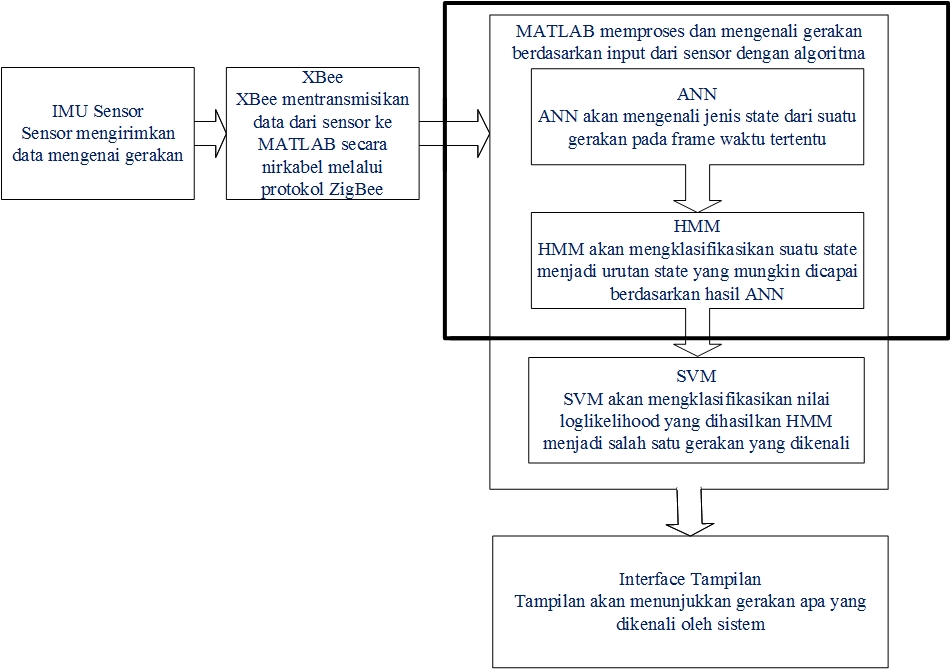 IMU Sensor
Sensor mengirimkan
data mengenai gerakan
XBee
XBee mentransmisikan
data dari sensor ke
MATLAB secara
nirkabel melalui
protokol ZigBee
MATLAB memproses dan mengenali gerakan
berdasarkan input dari sensor dengan algoritma
ANN
ANN akan mengenali jenis state dari suatu
gerakan pada frame waktu tertentu
HMM
HMM akan mengklasifikasikan suatu state
menjadi urutan state yang mungkin dicapai
berdasarkan hasil ANN
SVM
SVM akan mengklasifikasikan nilai
loglikelihood yang dihasilkan HMM
menjadi salah satu gerakan yang dikenali
Interface Tampilan
Tampilan akan menunjukkan gerakan apa yang
dikenali oleh sistem